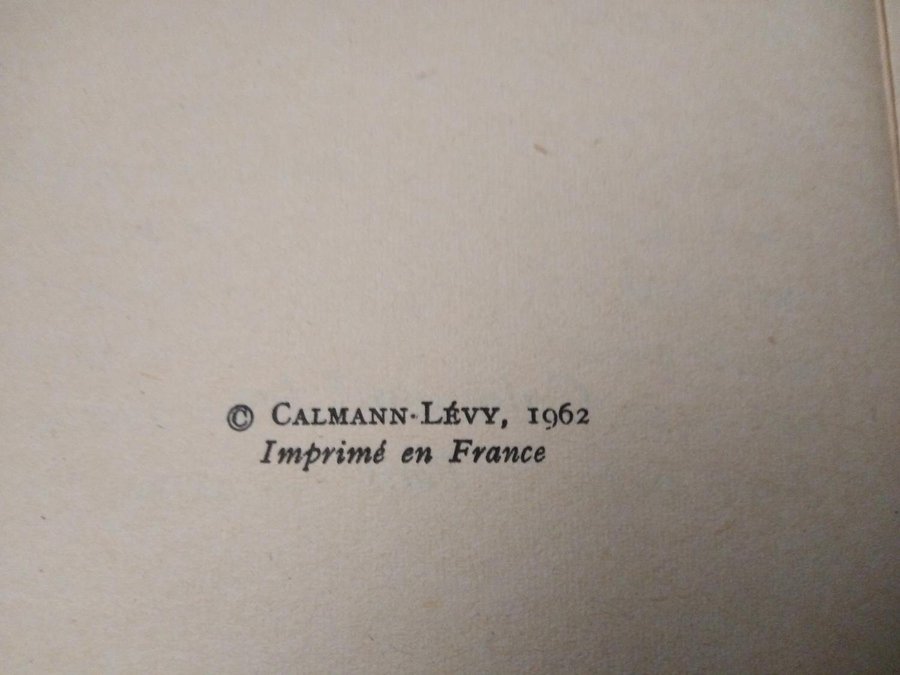 © CALMANN-LÉVY, 1962
Imprimé en France